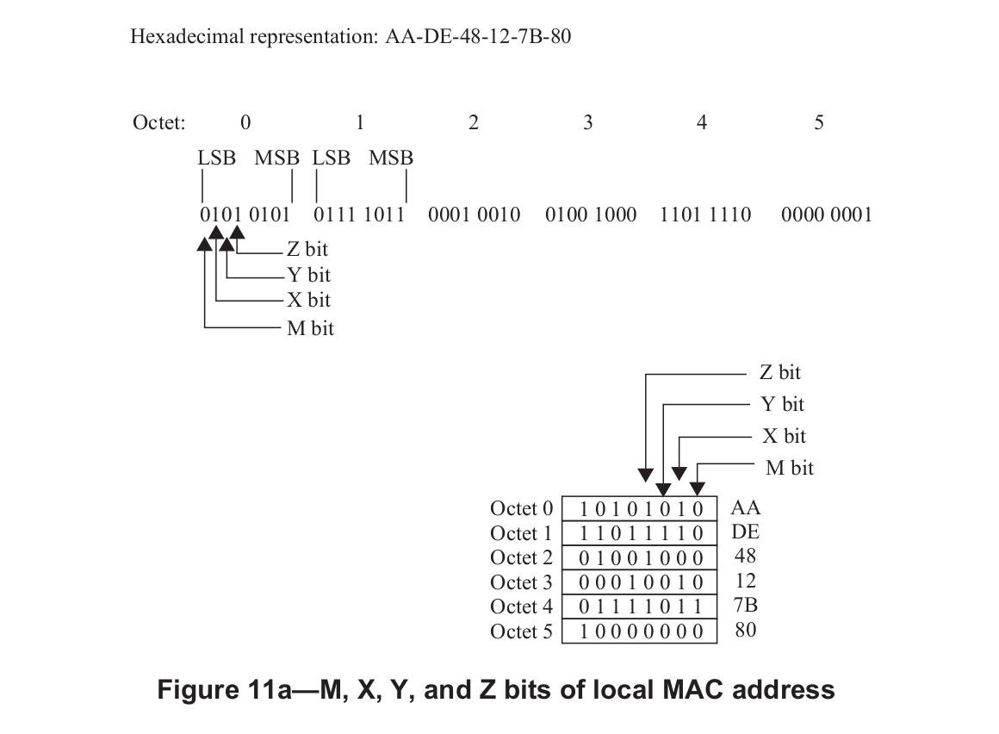 Hexadecimal representation: AA-DE-48-12-7B-80
Octet: 0 1 2 3 4 5
LSB MSB LSB MSB
0101 0101 0111 1011 0001 0010 0100 1000 1101 1110 0000 0001
Z bit
Y bit
X bit
M bit
Z bit
Y bit
X bit
M bit
Octet 0 1 0 1 0 1 0 1 0 AA
Octet 1 1 1 0 1 1 1 1 0 DE
Octet 2 0 1 0 0 1 0 0 0 48
Octet 3 0 0 0 1 0 0 1 0 12
Octet 4 0 1 1 1 1 0 1 1 7B
Octet 5 1 0 0 0 0 0 0 0 80
Figure 11a—M, X, Y, and Z bits of local MAC address